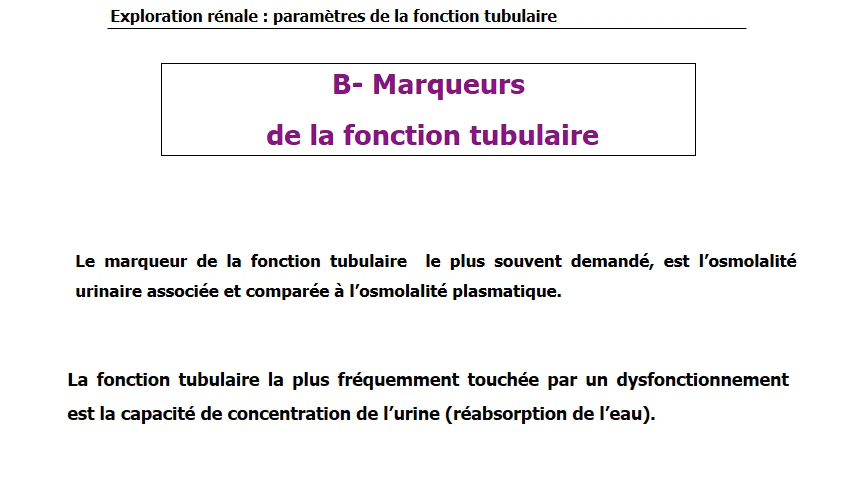 Exploration rénale : paramètres de la fonction tubulaire
B- Marqueurs
de la fonction tubulaire
Le marqueur de la fonction tubulaire le plus souvent demandé, est l’osmolalité
urinaire associée et comparée à l’osmolalité plasmatique.
La fonction tubulaire la plus fréquemment touchée par un dysfonctionnement
est la capacité de concentration de l’urine (réabsorption de l’eau).